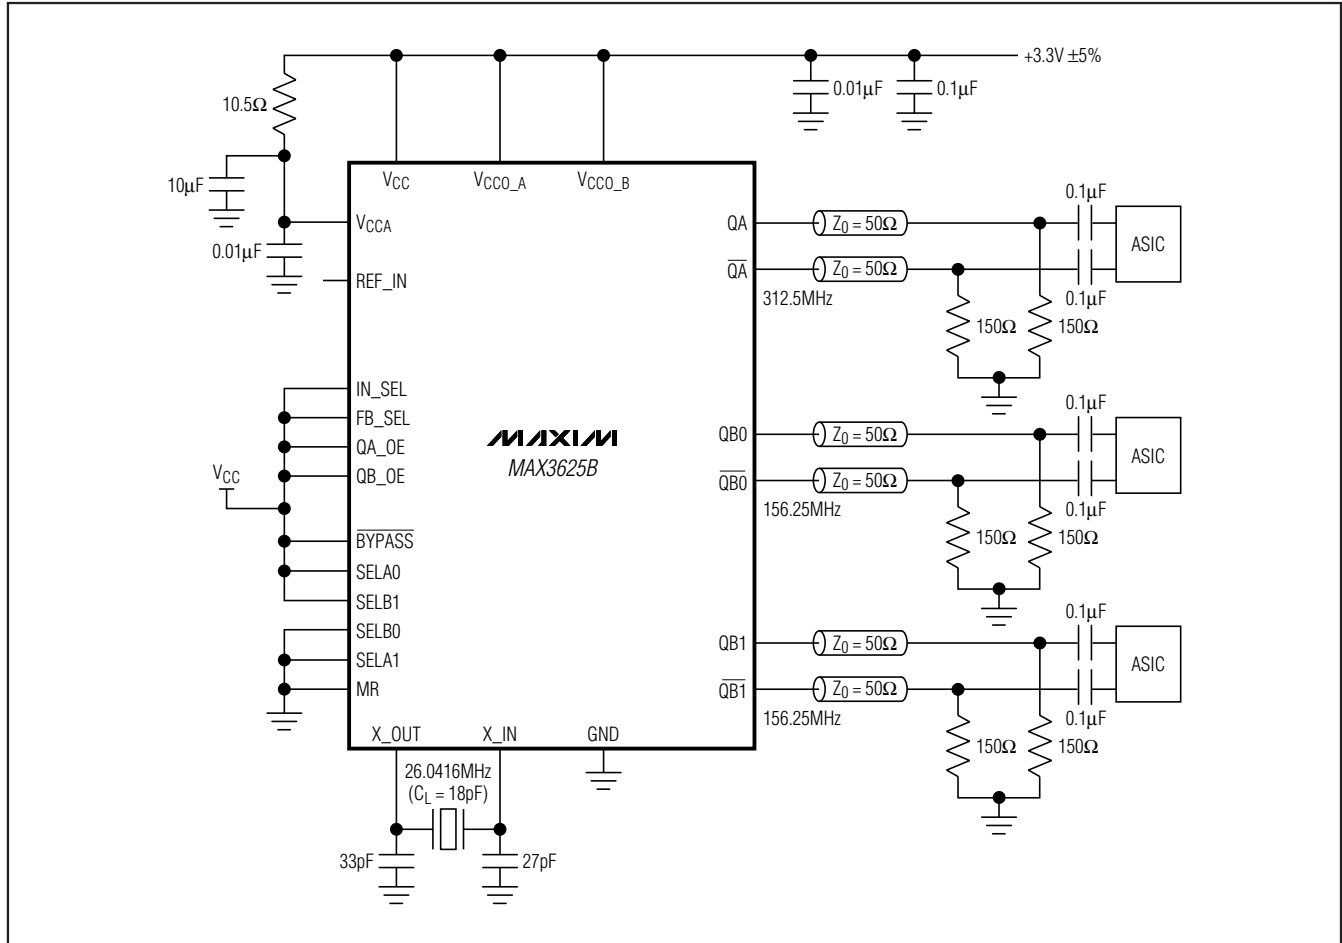 +3.3V ±5%
0.01µF
0.1µF
10.5Ω
10µF
VCC
VCCO_A
VCCO_B
VCCA
0.01µF
REF_IN
IN_SEL
FB_SEL
QA_OE
QB_OE
VCC
BYPASS
SELA0
SELB1
SELB0
SELA1
MR
MAXIM
MAX3625B
X_OUT
X_IN
GND
26.0416MHz
(CL = 18pF)
33pF
27pF
QA
Z0 = 50Ω
0.1µF
ASIC
QA
Z0 = 50Ω
0.1µF
312.5MHz
150Ω
150Ω
QB0
Z0 = 50Ω
0.1µF
ASIC
QB0
Z0 = 50Ω
0.1µF
156.25MHz
150Ω
150Ω
QB1
Z0 = 50Ω
0.1µF
ASIC
QB1
Z0 = 50Ω
0.1µF
156.25MHz
150Ω
150Ω